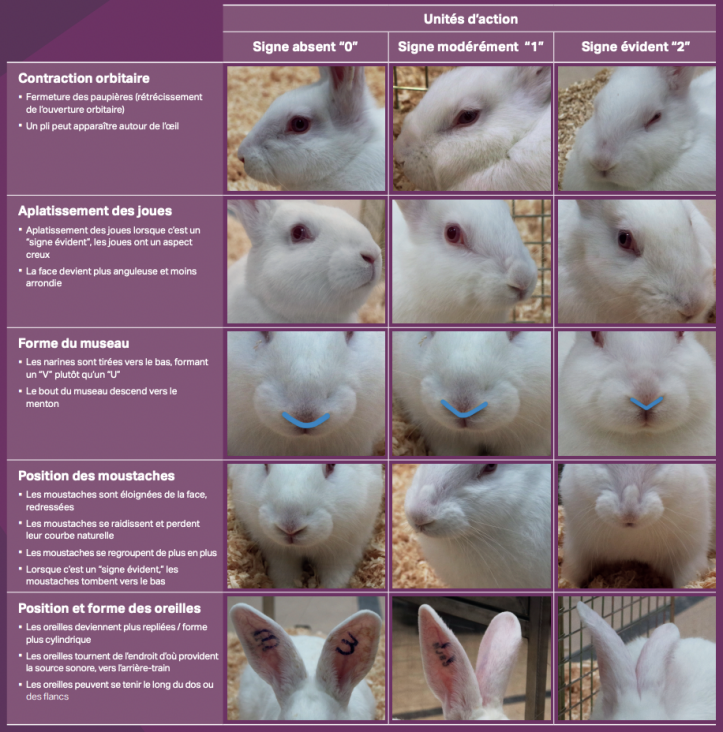 Unités d'action
Signe absent "0"
Signe modérément "1"
Signe évident "2"
Contraction orbitaire
▪ Fermeture des paupières (rétrécissement
de l'ouverture orbitaire)
▪ Un pli peut apparaître autour de l'œil
Aplatissement des joues
▪ Aplatissement des joues lorsque c'est un
"signe évident", les joues ont un aspect
creux
▪ La face devient plus anguleuse et moins
arrondie
Forme du museau
▪ Les narines sont tirées vers le bas, formant
un "V" plutôt qu'un "U"
▪ Le bout du museau descend vers le
menton
Position des moustaches
▪ Les moustaches sont éloignées de la face,
redressées
▪ Les moustaches se raidissent et perdent
leur courbe naturelle
▪ Les moustaches se regroupent de plus en plus
▪ Lorsque c'est un "signe évident," les
moustaches tombent vers le bas
Position et forme des oreilles
▪ Les oreilles deviennent plus repliées / forme
plus cylindrique
▪ Les oreilles tournent de l'endroit d'où provident
la source sonore, vers l'arrière-train
▪ Les oreilles peuvent se tenir le long du dos ou
des flancs